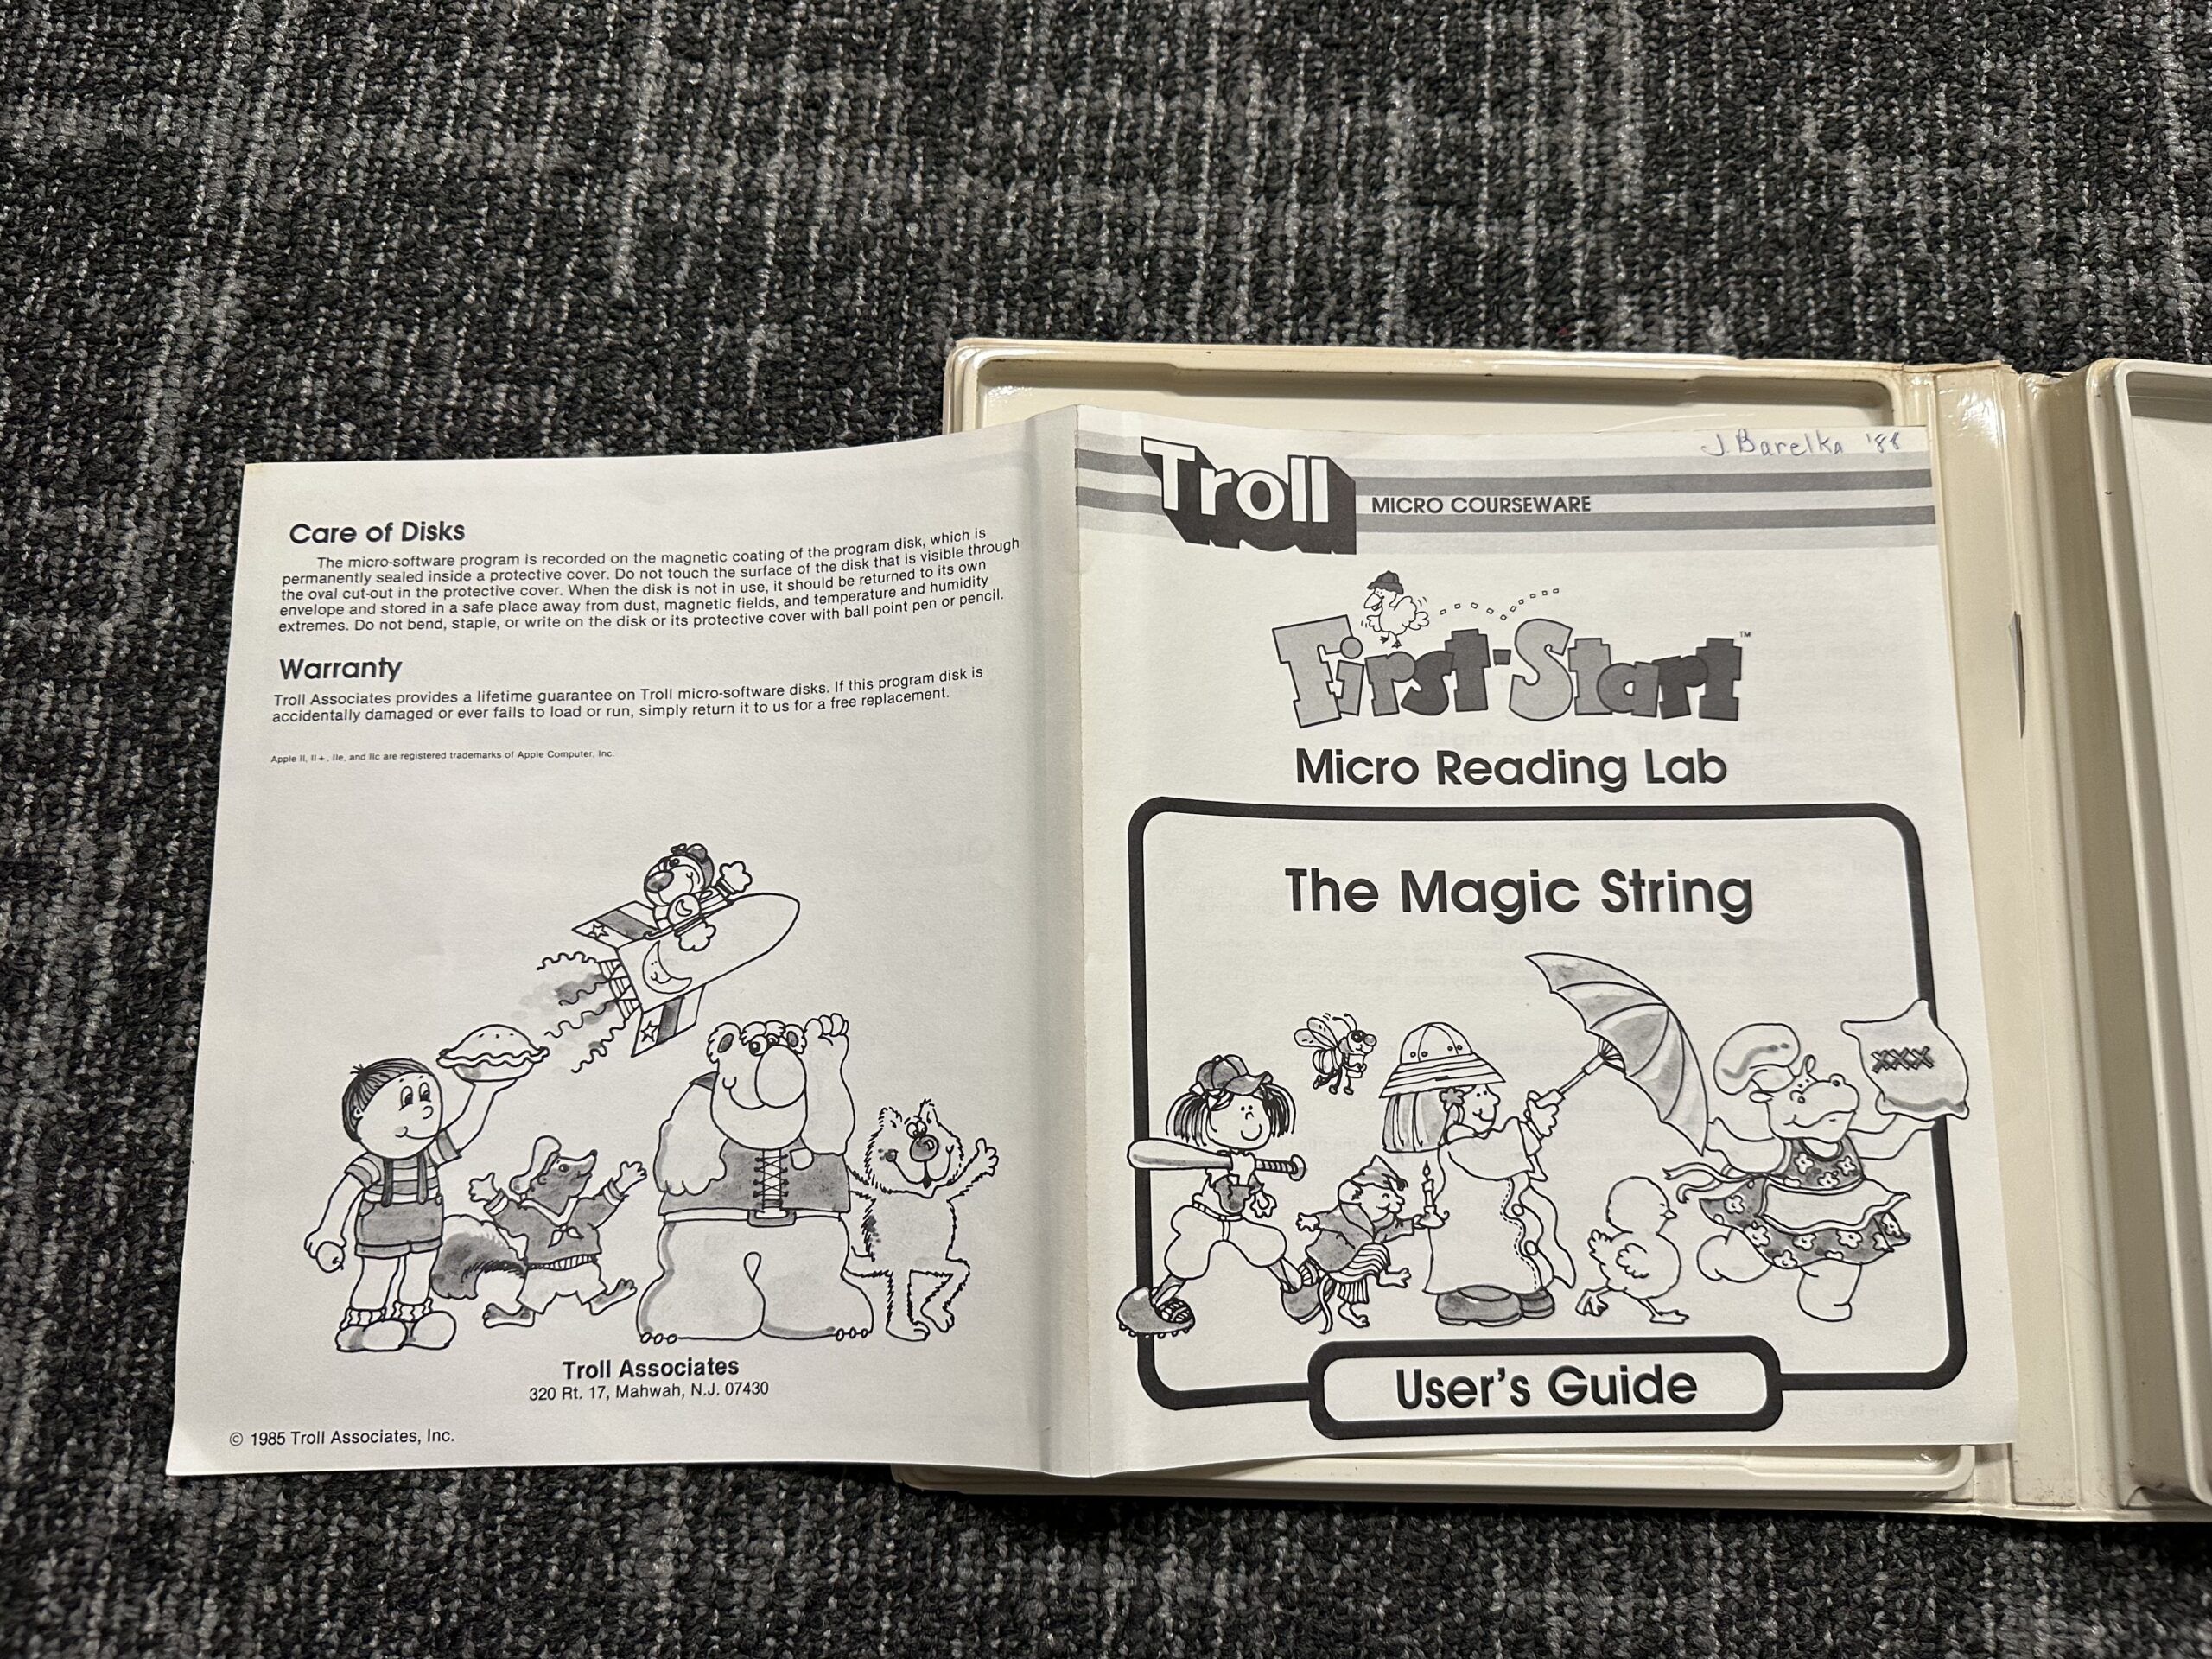 Care of Disks
The micro-software program is recorded on the magnetic coating of the program disk, which is
permanently sealed inside a protective cover. Do not touch the surface of the disk that is visible through
the oval cut-out in the protective cover. When the disk is not in use, it should be returned to its own
envelope and stored in a safe place away from dust, magnetic fields, and temperature and humidity
extremes. Do not bend, staple, or write on the disk or its protective cover with ball point pen or pencil.
Warranty
Troll Associates provides a lifetime guarantee on Troll micro-software disks. If this program disk is
accidentally damaged or ever fails to load or run, simply return it to us for a free replacement.
Apple II, II+, IIe, and IIc are registered trademarks of Apple Computer, Inc.
Troll Associates
320 Rt. 17, Mahwah, N.J. 07430
© 1985 Troll Associates, Inc.
J. Barelka '88
Troll MICRO COURSEWARE
First-Start™
Micro Reading Lab
The Magic String
XXX
User's Guide